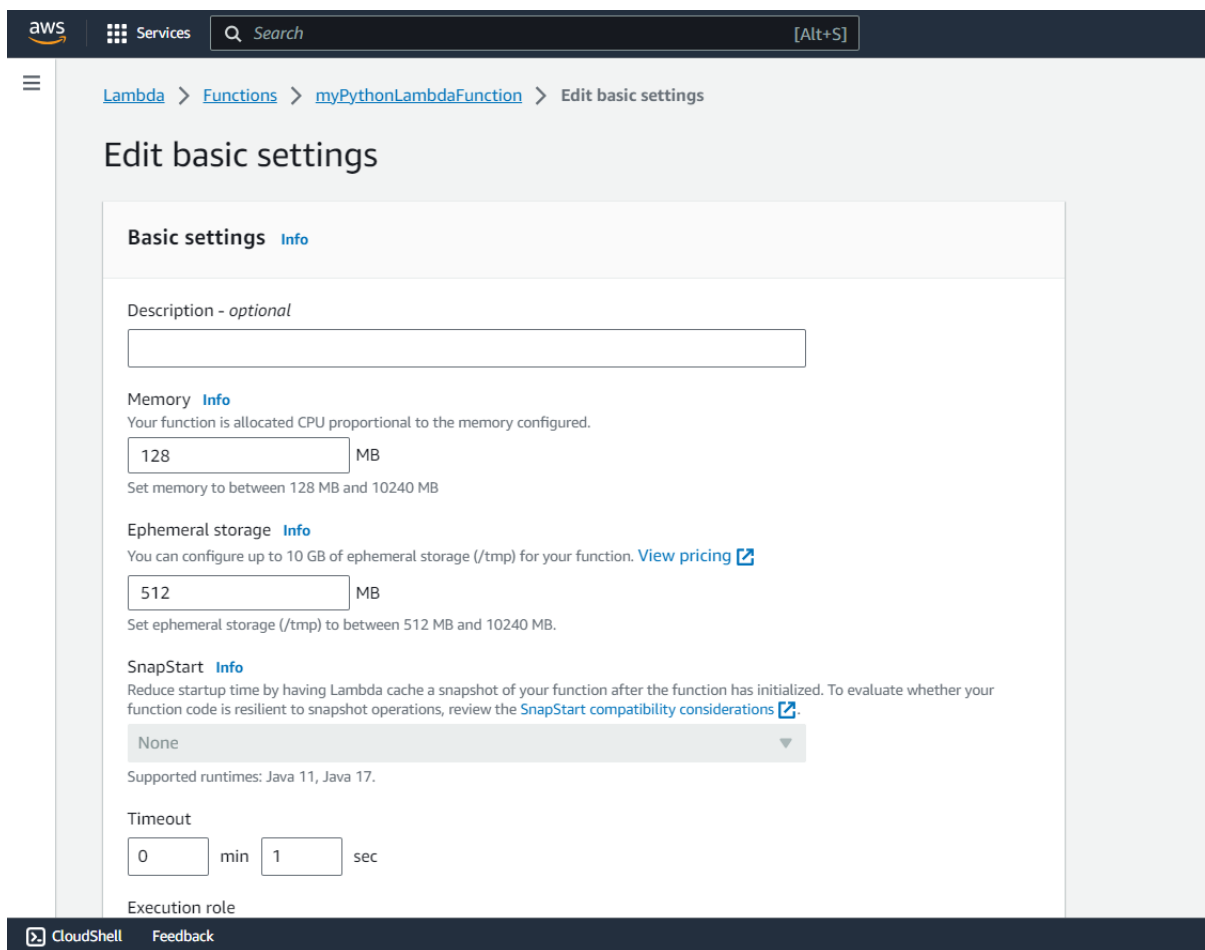 aws
Services
Search
[Alt+S]
Lambda > Functions > myPythonLambdaFunction > Edit basic settings
Edit basic settings
Basic settings Info
Description - optional
Memory Info
Your function is allocated CPU proportional to the memory configured.
128 MB
Set memory to between 128 MB and 10240 MB
Ephemeral storage Info
You can configure up to 10 GB of ephemeral storage (/tmp) for your function. View pricing
512 MB
Set ephemeral storage (/tmp) to between 512 MB and 10240 MB.
SnapStart Info
Reduce startup time by having Lambda cache a snapshot of your function after the function has initialized. To evaluate whether your
function code is resilient to snapshot operations, review the SnapStart compatibility considerations.
None
Supported runtimes: Java 11, Java 17.
Timeout
0 min 1 sec
Execution role
CloudShell Feedback